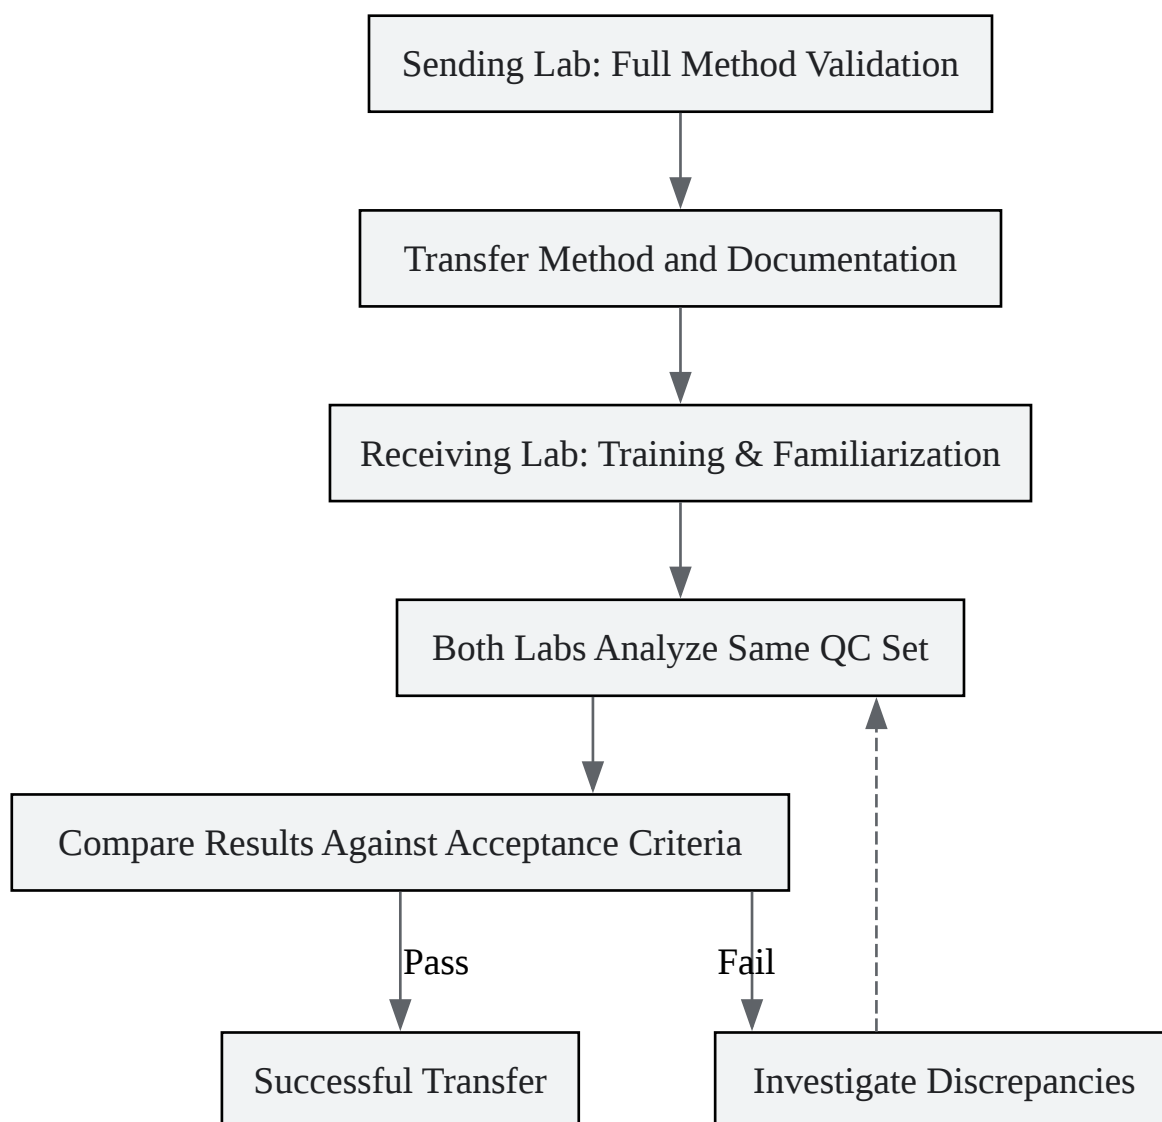 Sending Lab: Full Method Validation
Transfer Method and Documentation
Receiving Lab: Training & Familiarization
Both Labs Analyze Same QC Set
Compare Results Against Acceptance Criteria
Pass
Fail
Successful Transfer
Investigate Discrepancies